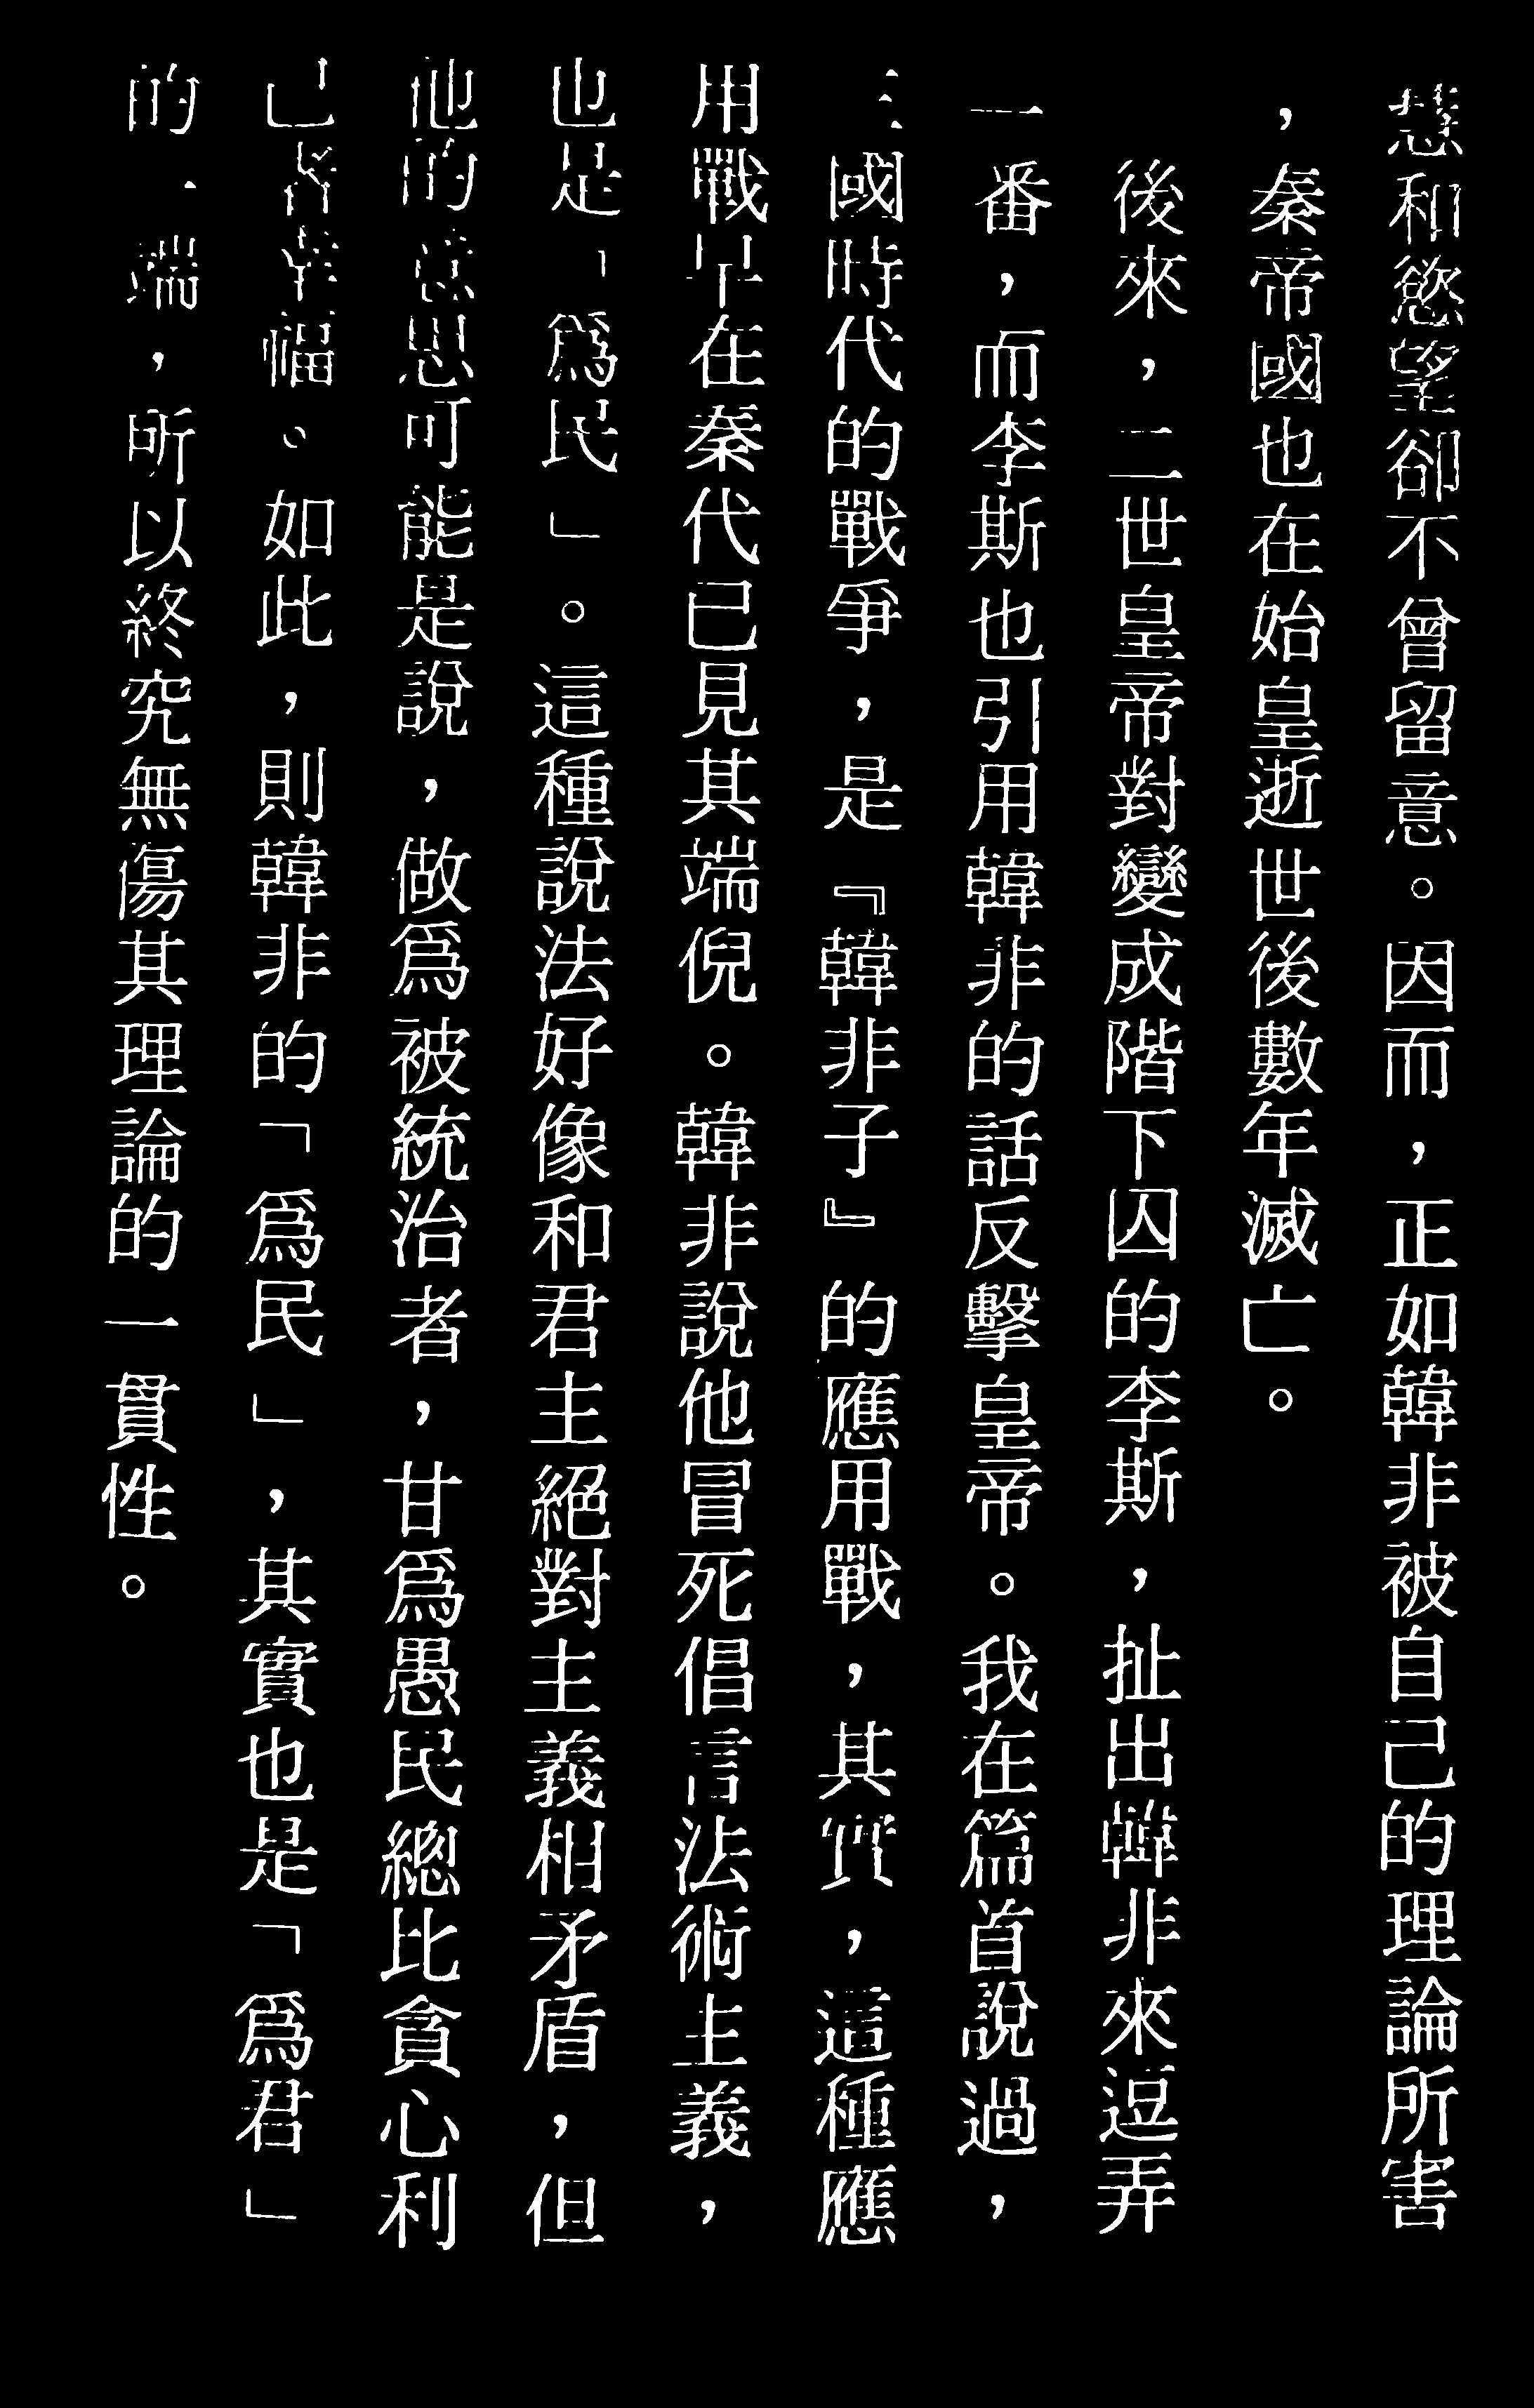 慧和慾望卻不曾留意。因而，正如韓非被自己的理論所害
，秦帝國也在始皇逝世後數年滅亡。
後來，二世皇帝對變成階下囚的李斯，扯出韓非來逗弄
一番，而李斯也引用韓非的話反擊皇帝。我在篇首說過，
三國時代的戰爭，是『韓非子』的應用戰，其實，這種應
用戰早在秦代已見其端倪。韓非說他冒死倡言法術主義，
也是「爲民」。這種說法好像和君主絕對主義相矛盾，但
他的意思可能是說，做爲被統治者，甘爲愚民總比貪心利
己者幸福。如此，則韓非的「爲民」，其實也是「爲君」
的一端，所以終究無傷其理論的一貫性。